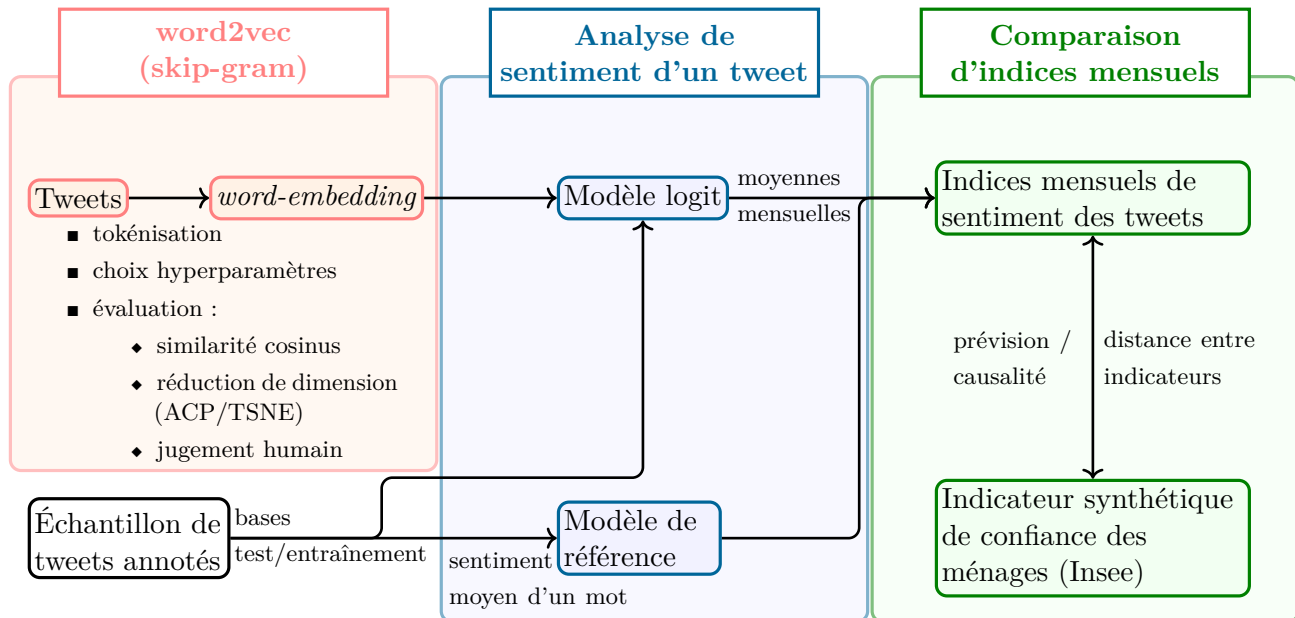 word2vec
(skip-gram)
Analyse de
sentiment d'un tweet
Comparaison
d'indices mensuels
Tweets
word-embedding
■ tokénisation
■ choix hyperparamètres
■ évaluation :
◆ similarité cosinus
◆ réduction de dimension
(ACP/TSNE)
◆ jugement humain
Échantillon de
tweets annotés
bases
test/entraînement
Modèle logit
moyennes
mensuelles
Modèle de
référence
sentiment
moyen d'un mot
Indices mensuels de
sentiment des tweets
prévision /
causalité
distance entre
indicateurs
Indicateur synthétique
de confiance des
ménages (Insee)